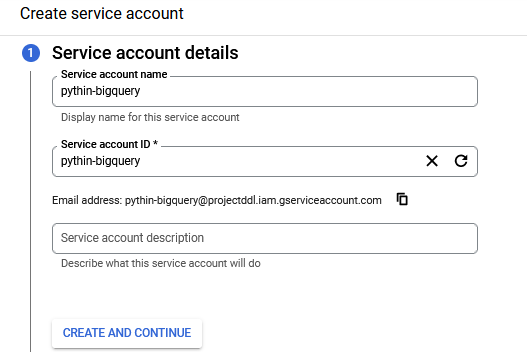 Create service account
1 Service account details
Service account name
pythin-bigquery
Display name for this service account
Service account ID *
pythin-bigquery
Email address: pythin-bigquery@projectddl.iam.gserviceaccount.com
Service account description
Describe what this service account will do
CREATE AND CONTINUE